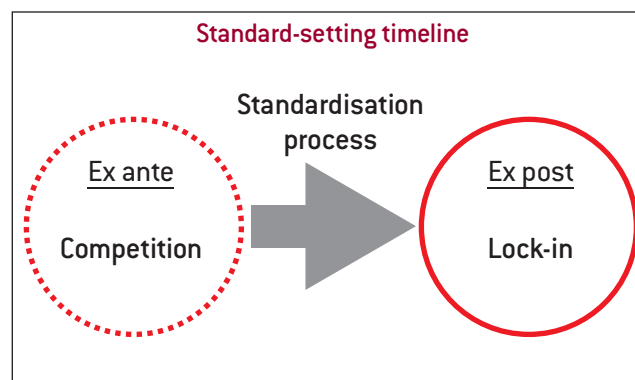 Standard-setting timeline
Standardisation
process
Ex ante
Competition
Ex post
Lock-in